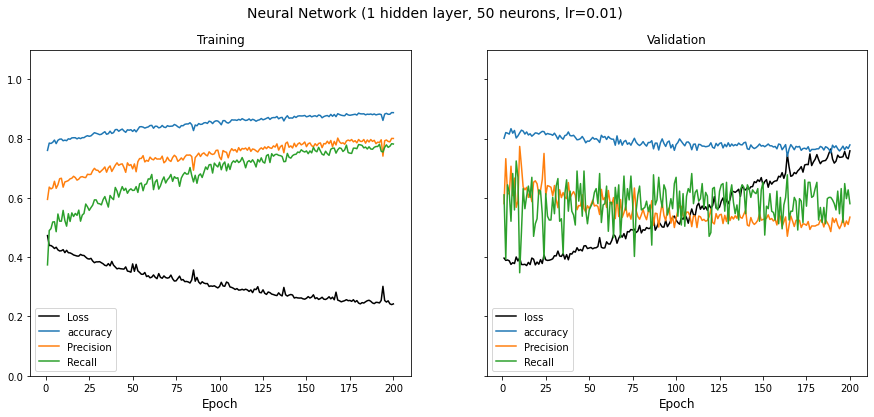 Neural Network (1 hidden layer, 50 neurons, lr=0.01)
Training
1.0
0.8
0.6
0.4
0.2
0.0
Loss
accuracy
Precision
Recall
0 25 50 75 100 125 150 175 200
Epoch
Validation
loss
accuracy
Precision
Recall
0 25 50 75 100 125 150 175 200
Epoch